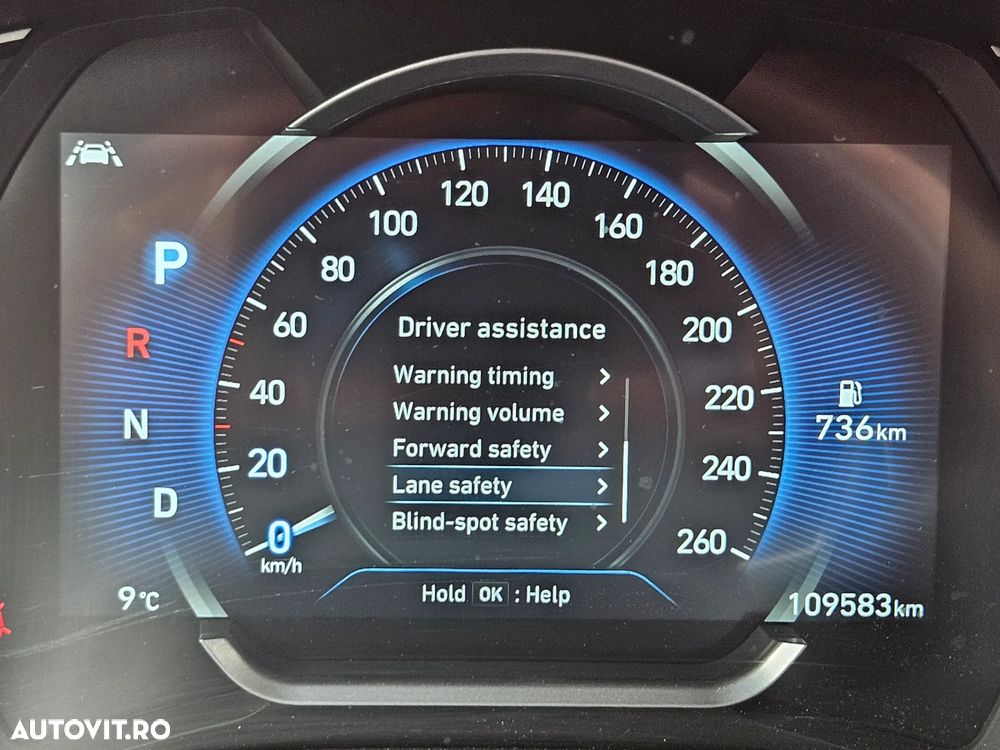 120
140
100
160
80
180
P
60
Driver assistance
200
R
Warning timing >
40
Warning volume >
220
N
736km
Forward safety >
20
240
Lane safety >
D
Blind-spot safety >
0
260
km/h
9°C
Hold OK : Help
109583km
AUTOVIT.RO